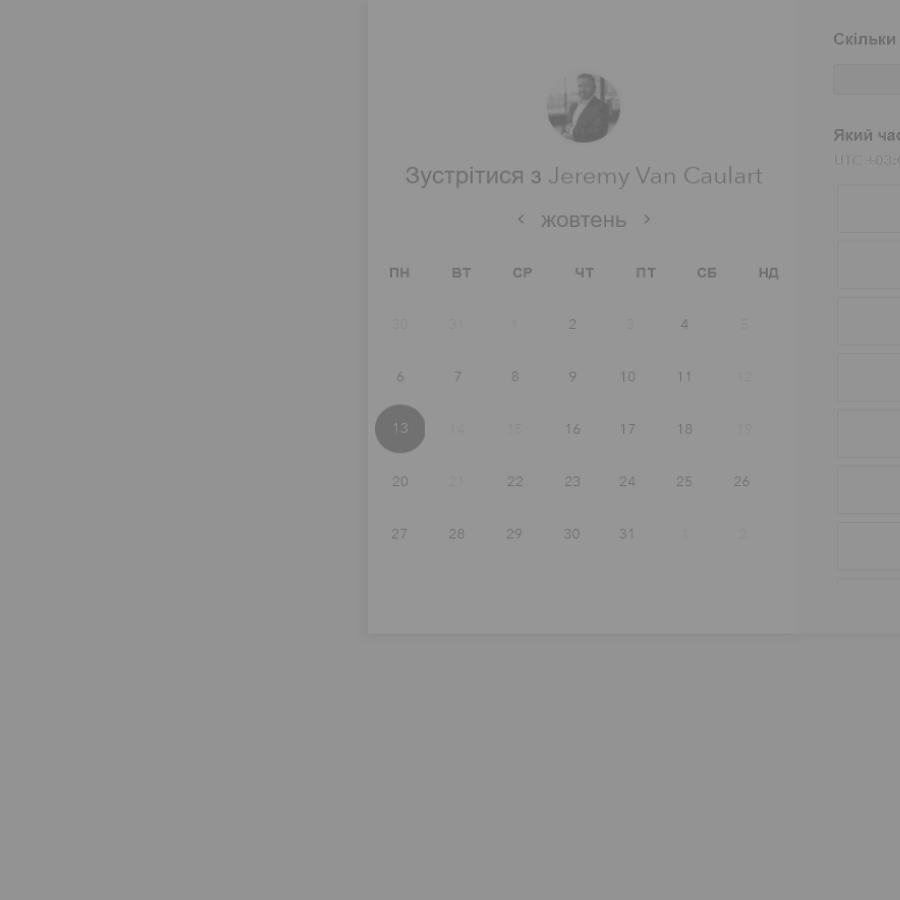 Зустрітися з Jeremy Van Caulart
жовтень
ПН ВТ СР ЧТ ПТ СБ НД
30 31 1 2 3 4 5
6 7 8 9 10 11 12
13 14 15 16 17 18 19
20 21 22 23 24 25 26
27 28 29 30 31 1 2
Скільки
Який час
UTC +03:0